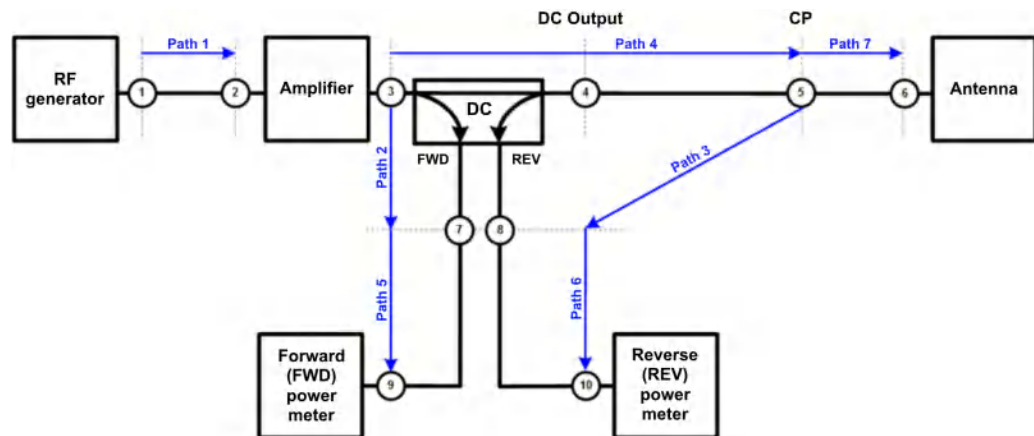 DC Output
CP
Path 1
Path 4
Path 7
RF
generator
1
2
Amplifier
3
DC
4
5
6
Antenna
FWD
REV
Path 2
Path 3
7
8
Path 5
Path 6
Forward
(FWD)
power
meter
9
10
Reverse
(REV)
power
meter